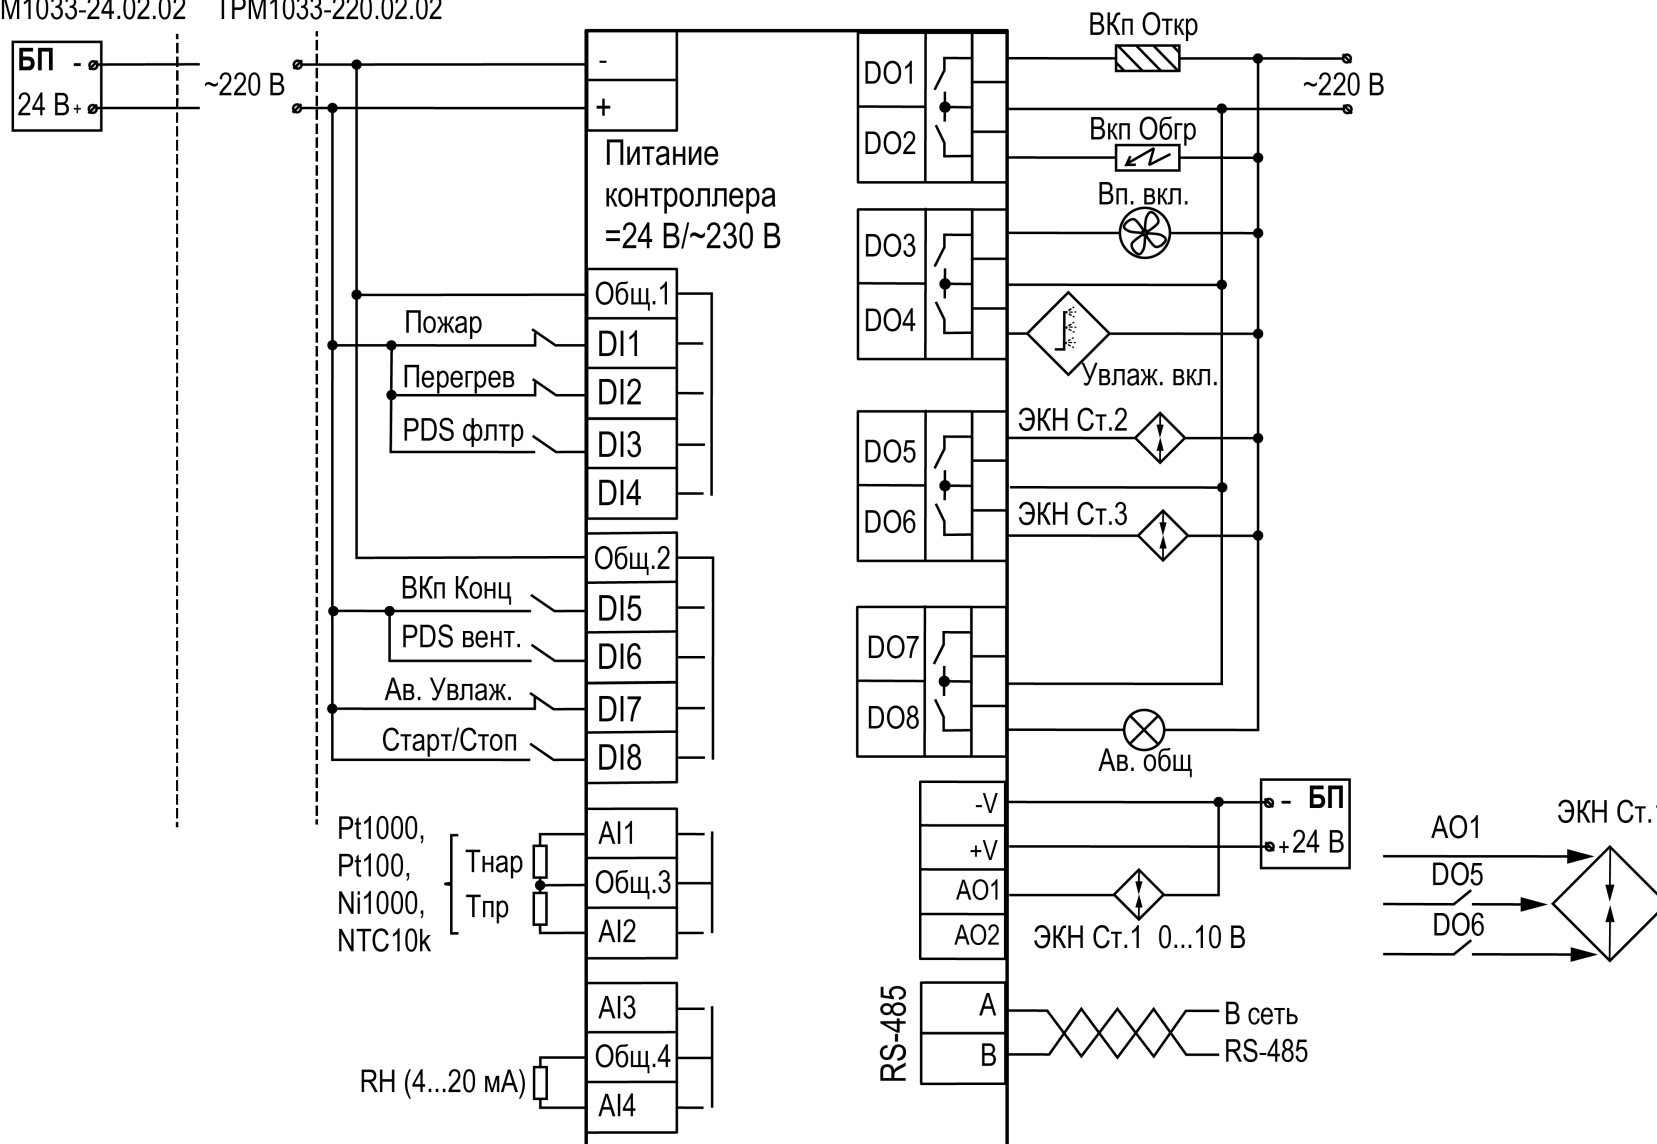 М1033-24.02.02 ТРМ1033-220.02.02
БП -
24 В +
~220 В
-
+
Питание
контроллера
=24 В/~230 В
Общ.1
Пожар
DI1
Перегрев
DI2
PDS флтр
DI3
DI4
Общ.2
ВКп Конц
DI5
PDS вент.
DI6
Ав. Увлаж.
DI7
Старт/Стоп
DI8
Pt1000,
Pt100,
Ni1000,
NTC10k
Тнар
Тпр
AI1
Общ.3
AI2
AI3
Общ.4
RH (4...20 мА)
AI4
DO1
DO2
ВКп Откр
~220 В
Вкп Обгр
Вп. вкл.
DO3
DO4
Увлаж. вкл.
ЭКН Ст.2
DO5
DO6
ЭКН Ст.3
DO7
DO8
Ав. общ
-V
+V
AO1
AO2
- БП
+ 24 В
ЭКН Ст.1 0...10 В
RS-485
A
B
В сеть
RS-485
ЭКН Ст.
AO1
DO5
DO6